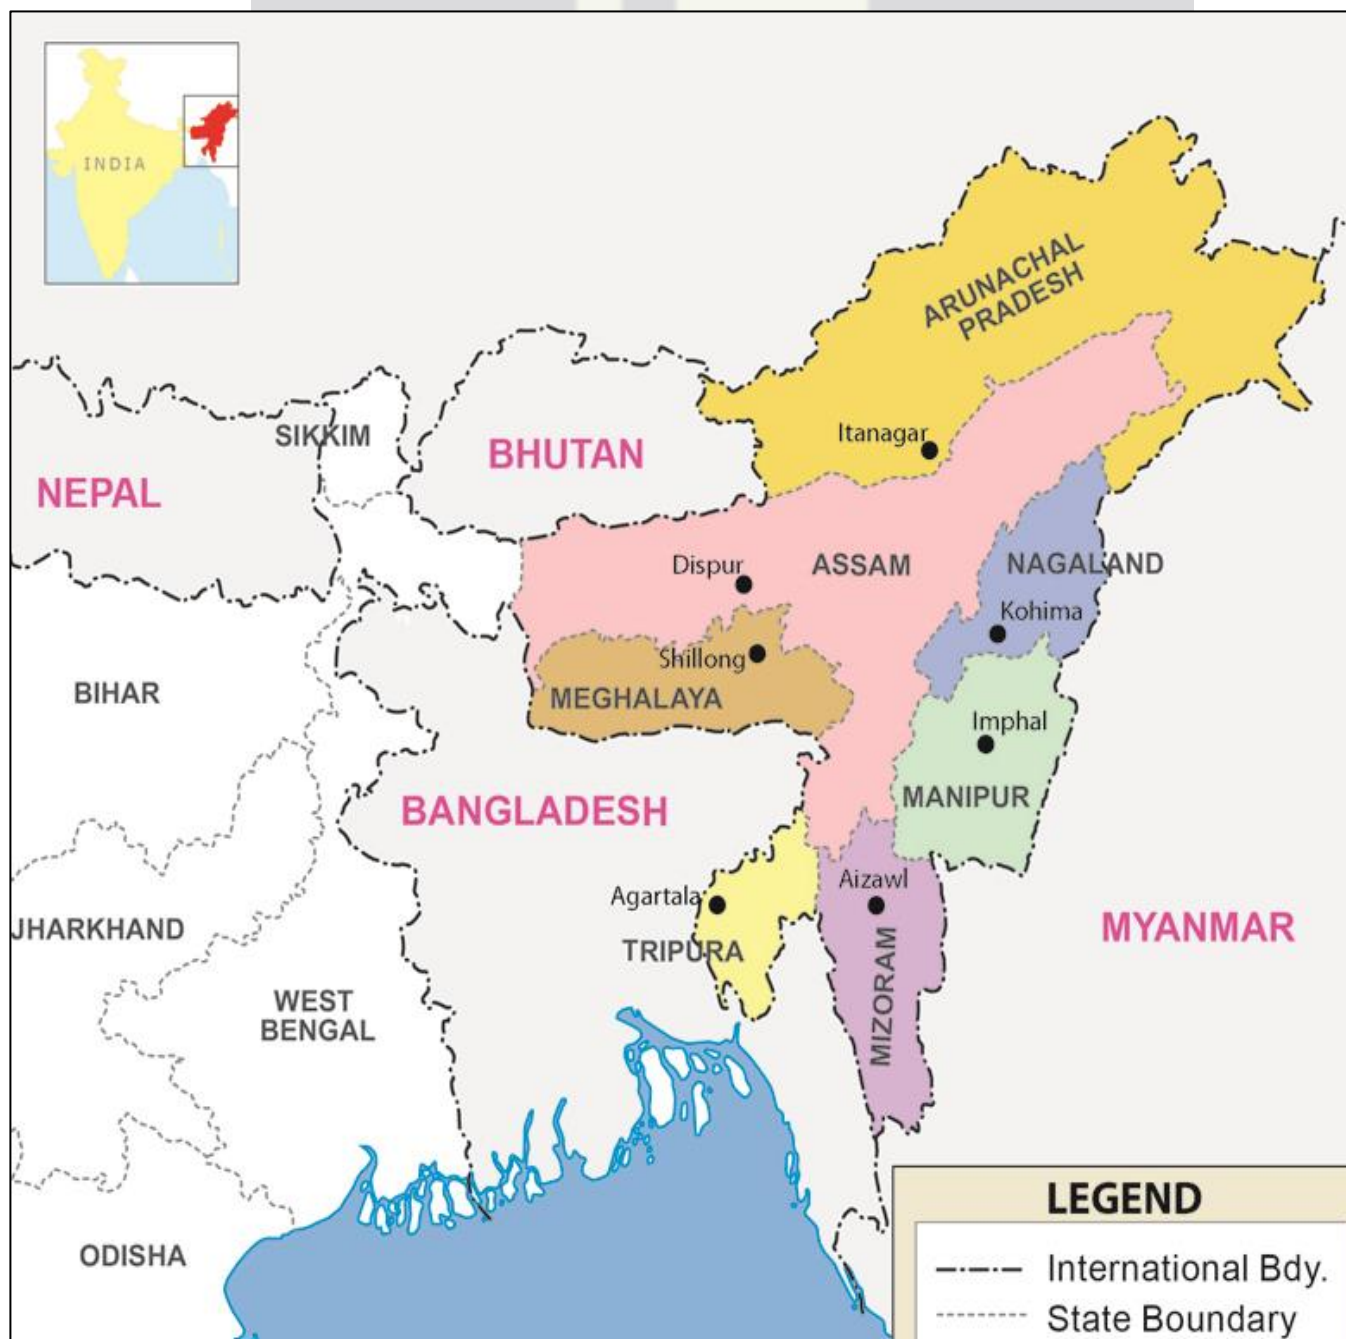 INDIA
ARUNACHAL
PRADESH
Itanagar
SIKKIM
BHUTAN
NEPAL
Dispur
ASSAM
NAGALAND
Kohima
Shillong
MEGHALAYA
BIHAR
Imphal
MANIPUR
BANGLADESH
Aizawl
Agartala
TRIPURA
MIZORAM
MYANMAR
JHARKHAND
WEST
BENGAL
ODISHA
LEGEND
International Bdy.
State Boundary